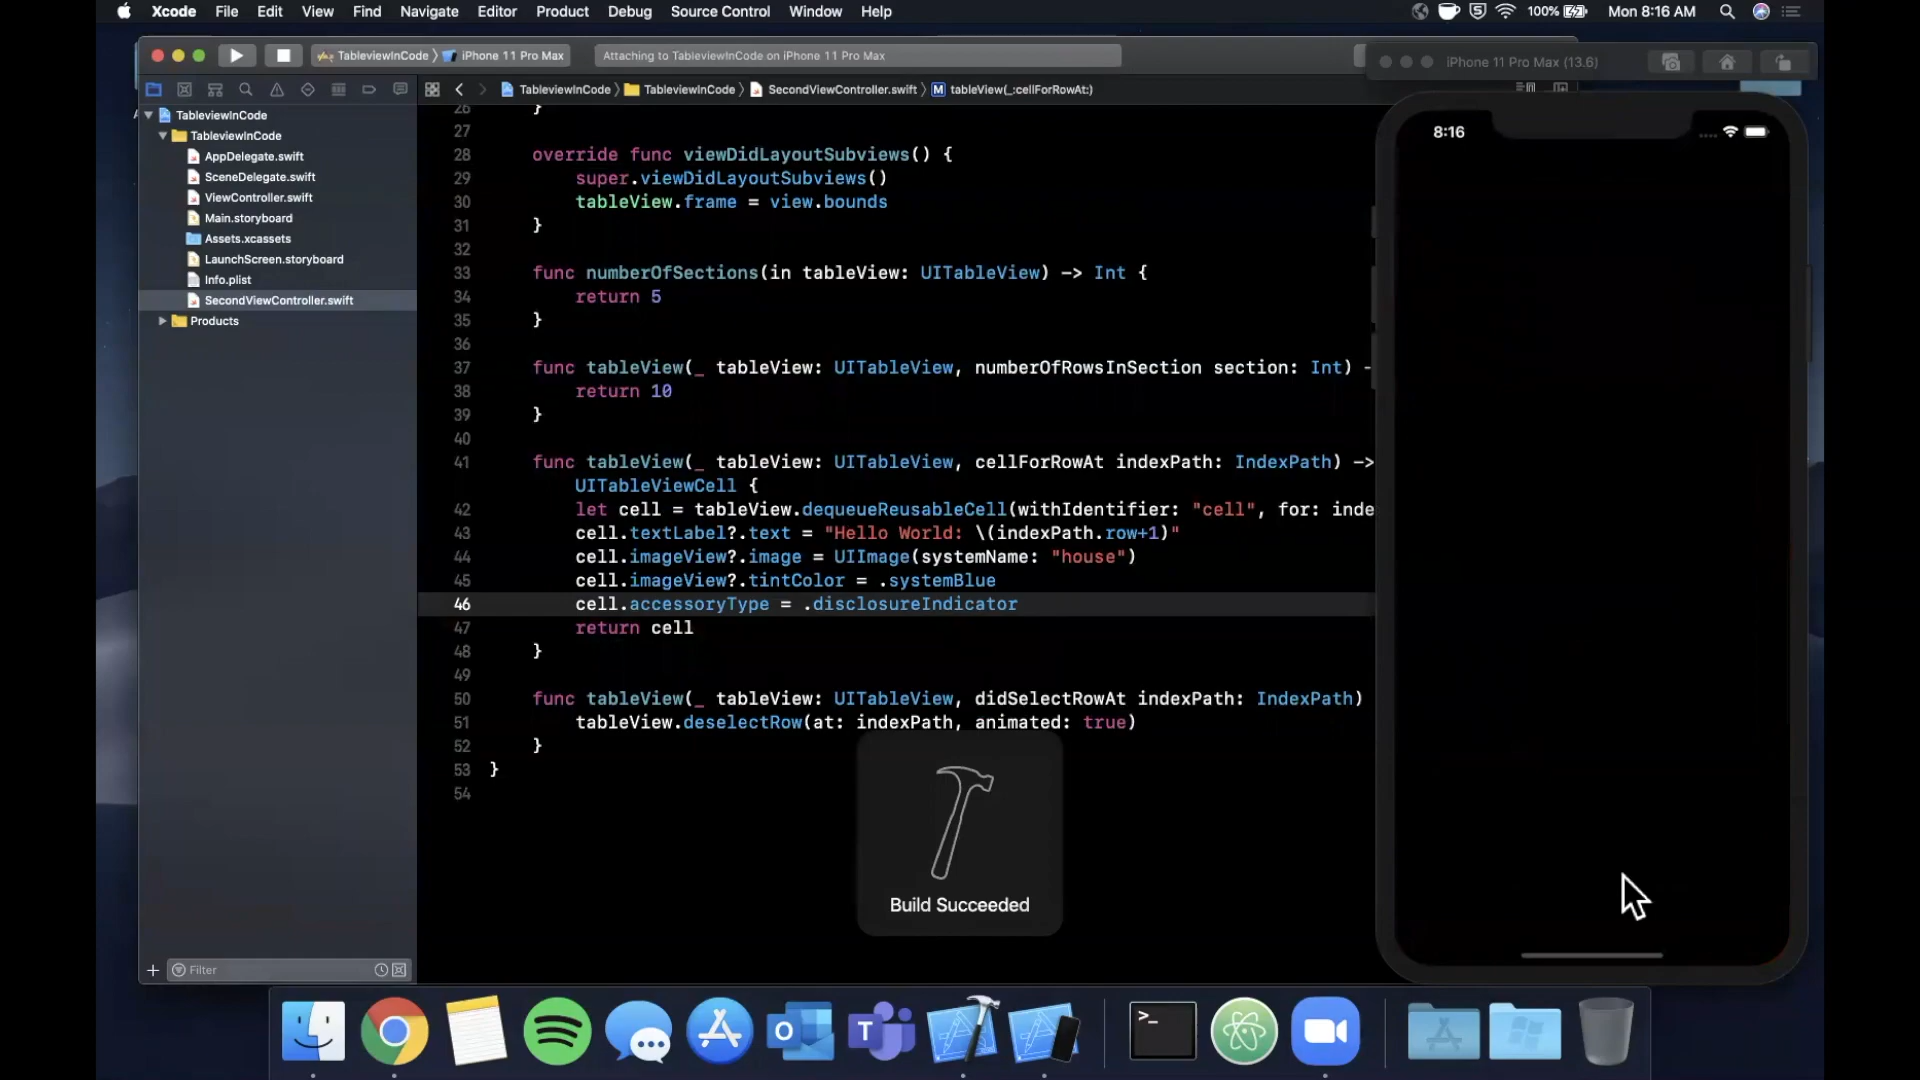 Xcode File Edit View Find Navigate Editor Product Debug Source Control Window Help
100% Mon 8:16 AM
TableviewInCode iPhone 11 Pro Max
Attaching to TableviewInCode on iPhone 11 Pro Max
iPhone 11 Pro Max (13.6)
TableviewInCode TableviewInCode SecondViewController.swift M tableView(_:cellForRowAt:)
TableviewInCode
TableviewInCode
AppDelegate.swift
SceneDelegate.swift
ViewController.swift
Main.storyboard
Assets.xcassets
LaunchScreen.storyboard
Info.plist
SecondViewController.swift
Products
Filter
26 }
27
28 override func viewDidLayoutSubviews() {
29 super.viewDidLayoutSubviews()
30 tableView.frame = view.bounds
31 }
32
33 func numberOfSections(in tableView: UITableView) -> Int {
34 return 5
35 }
36
37 func tableView(_ tableView: UITableView, numberOfRowsInSection section: Int) -
38 return 10
39 }
40
41 func tableView(_ tableView: UITableView, cellForRowAt indexPath: IndexPath) ->
UITableViewCell {
42 let cell = tableView.dequeueReusableCell(withIdentifier: "cell", for: inde
43 cell.textLabel?.text = "Hello World: \(indexPath.row+1)"
44 cell.imageView?.image = UIImage(systemName: "house")
45 cell.imageView?.tintColor = .systemBlue
46 cell.accessoryType = .disclosureIndicator
47 return cell
48 }
49
50 func tableView(_ tableView: UITableView, didSelectRowAt indexPath: IndexPath)
51 tableView.deselectRow(at: indexPath, animated: true)
52 }
53 }
54
Build Succeeded
8:16